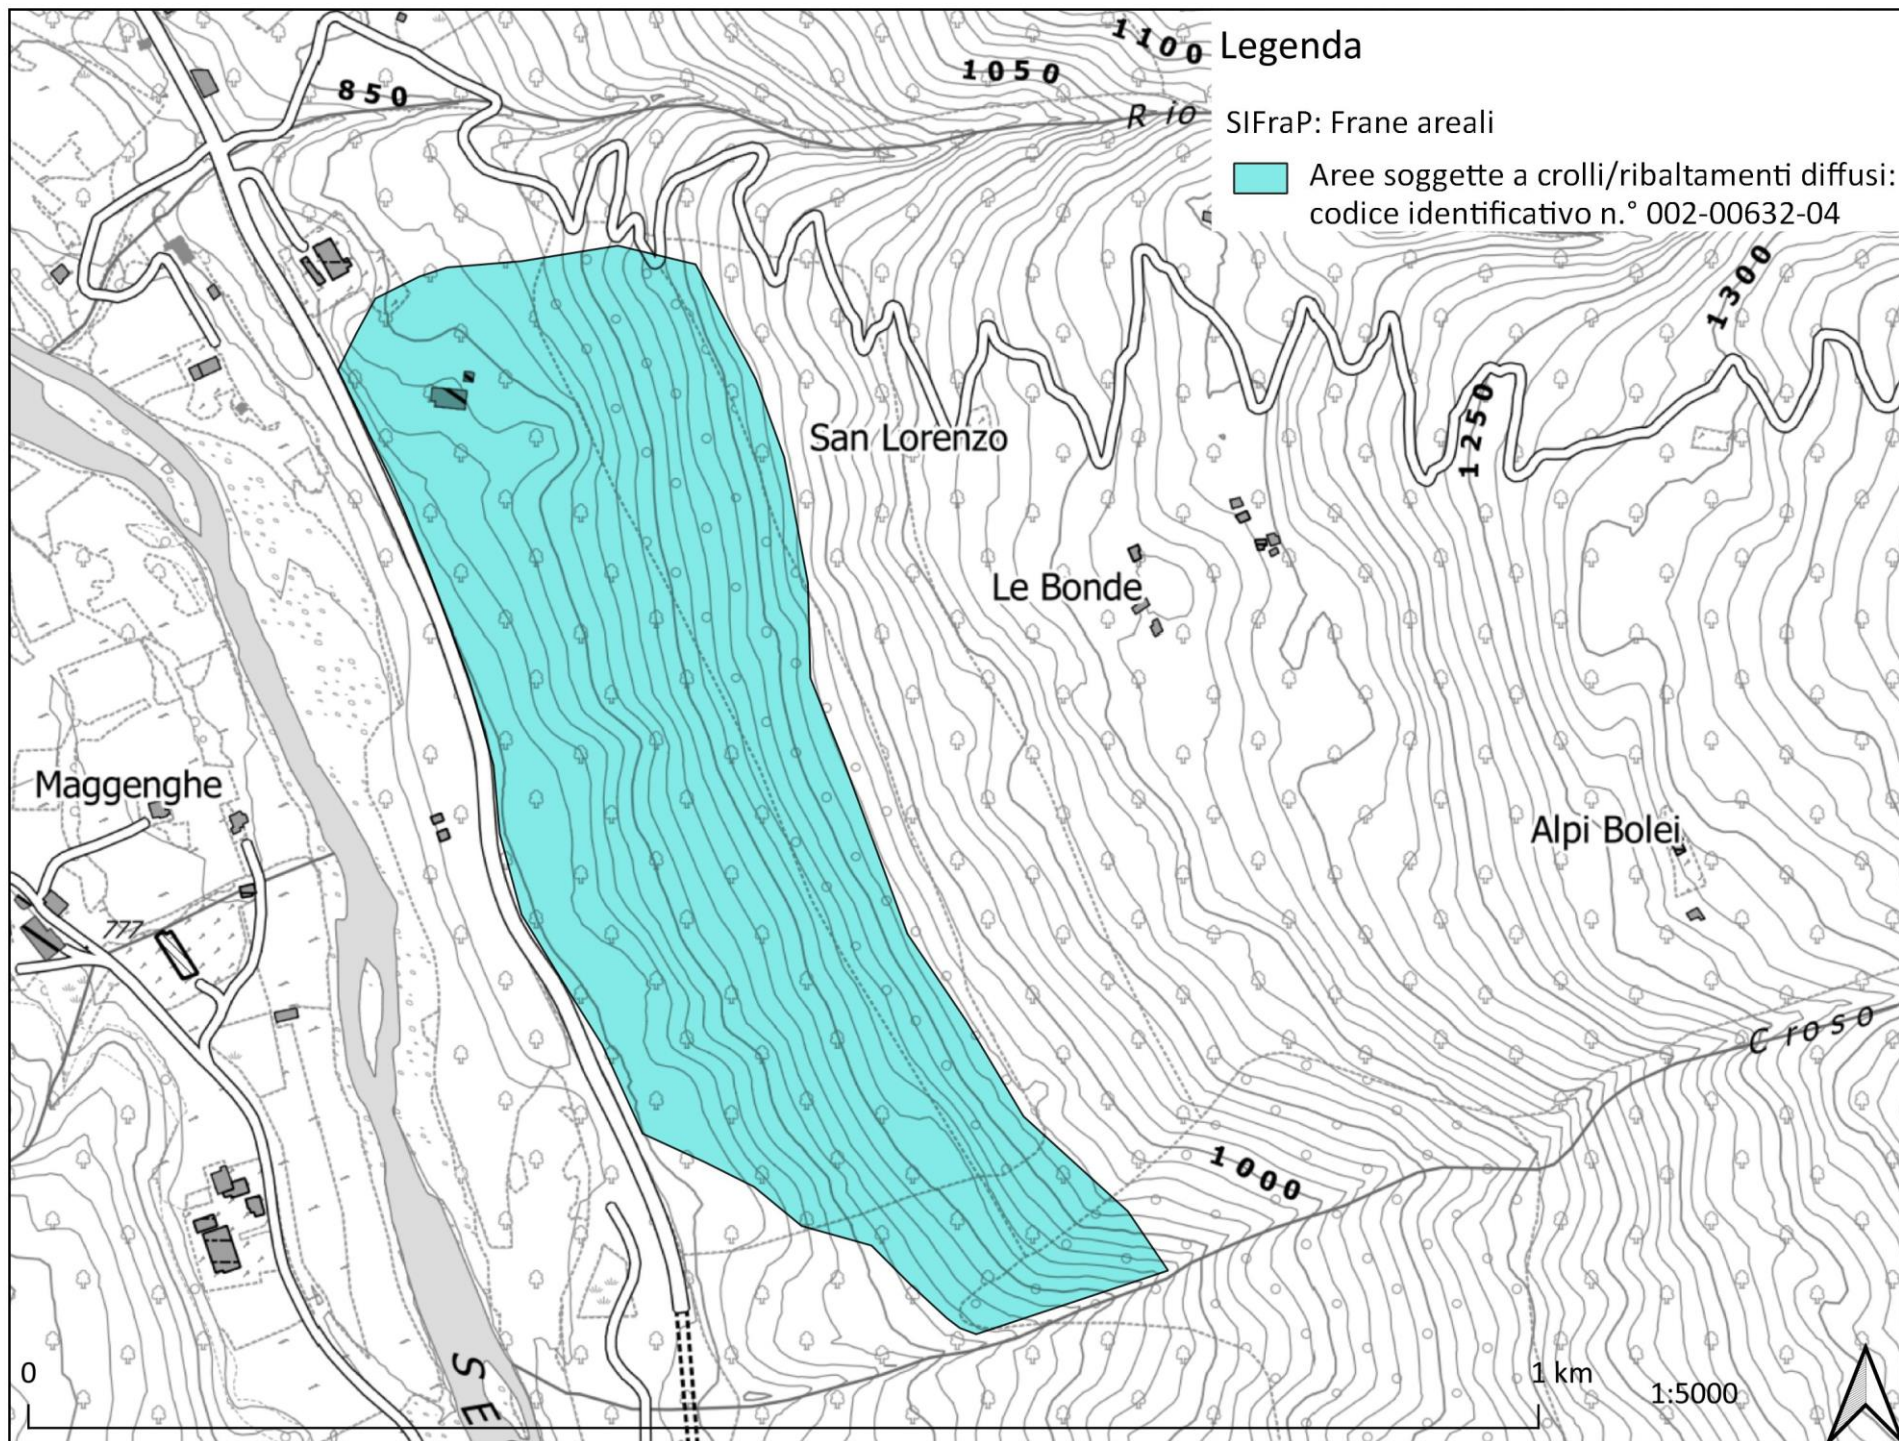 1100
1050
850
Rio
Legenda
SIFraP: Frane areali
Aree soggette a crolli/ribaltamenti diffusi:
codice identificativo n.° 002-00632-04
1300
1250
San Lorenzo
Le Bonde
Maggenghe
Alpi Bolei
777
Croso
1000
SE
0
1 km
1:5000